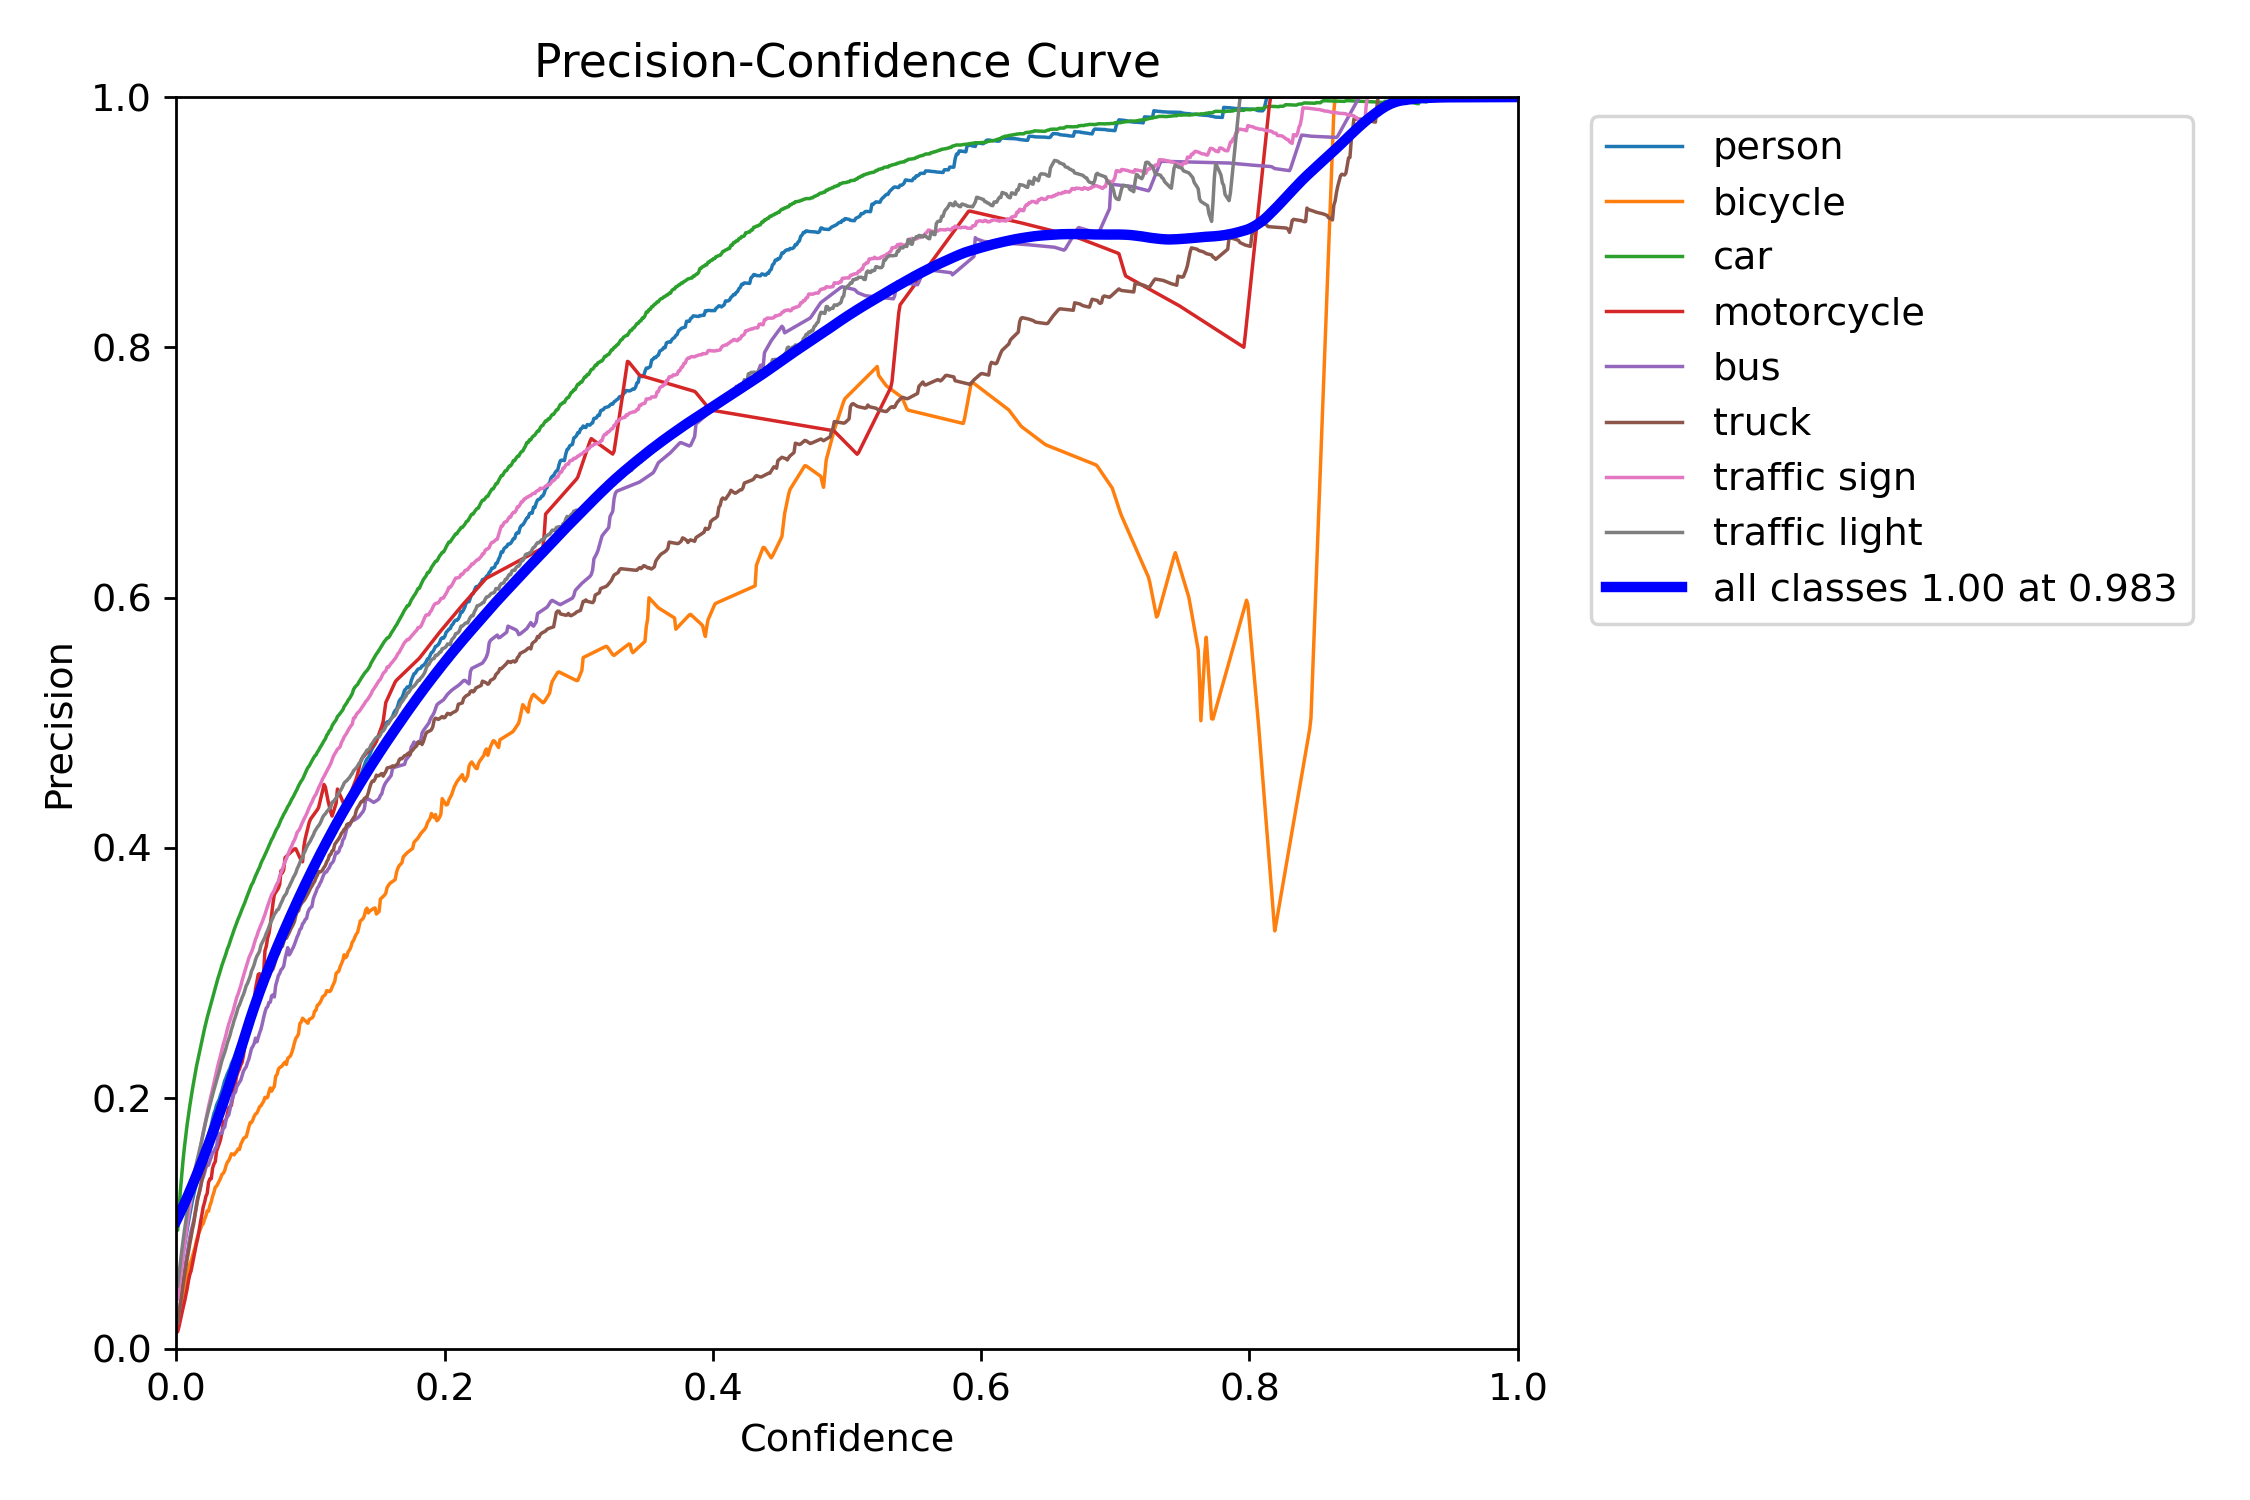 Precision-Confidence Curve
1.0
0.8
0.6
0.4
0.2
0.0
Precision
0.0 0.2 0.4 0.6 0.8 1.0
Confidence
person
bicycle
car
motorcycle
bus
truck
traffic sign
traffic light
all classes 1.00 at 0.983